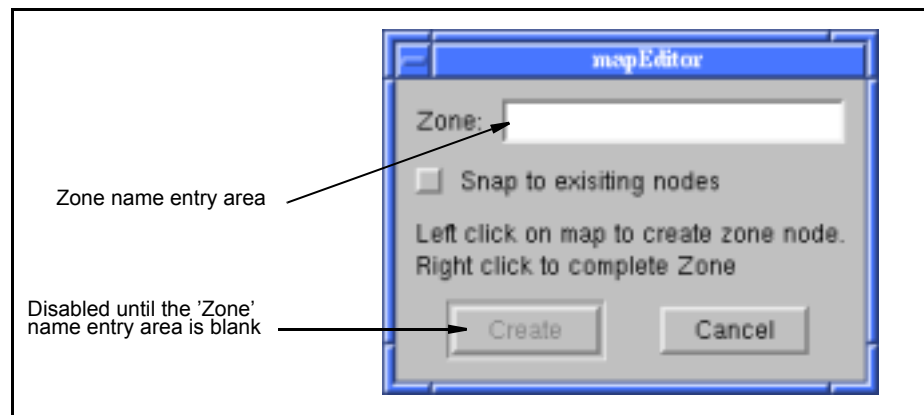 mapEditor
Zone:
Zone name entry area
Snap to exisiting nodes
Left click on map to create zone node.
Right click to complete Zone
Disabled until the ’Zone’
name entry area is blank
Create
Cancel